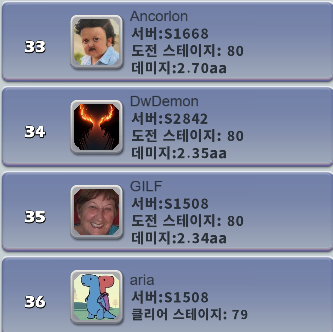 33
Ancorlon
서버:S1668
도전 스테이지: 80
데미지:2.70aa
34
DwDemon
서버:S2842
도전 스테이지: 80
데미지:2.35aa
35
GILF
서버:S1508
도전 스테이지: 80
데미지:2.34aa
36
aria
서버:S1508
클리어 스테이지: 79